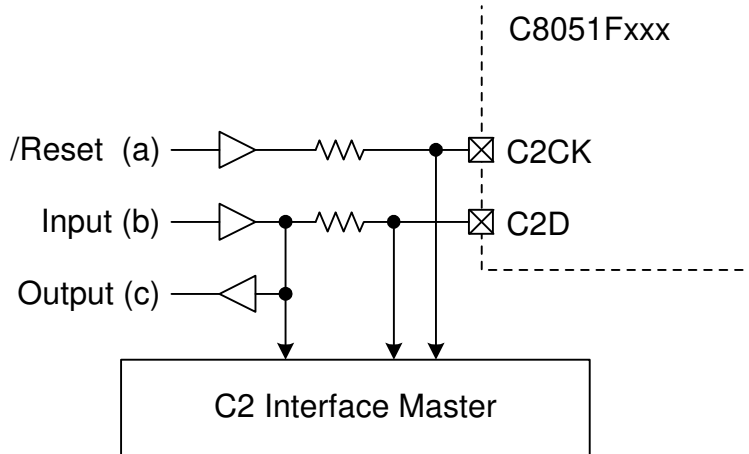 C8051Fxxx
/Reset (a)
C2CK
Input (b)
C2D
Output (c)
C2 Interface Master